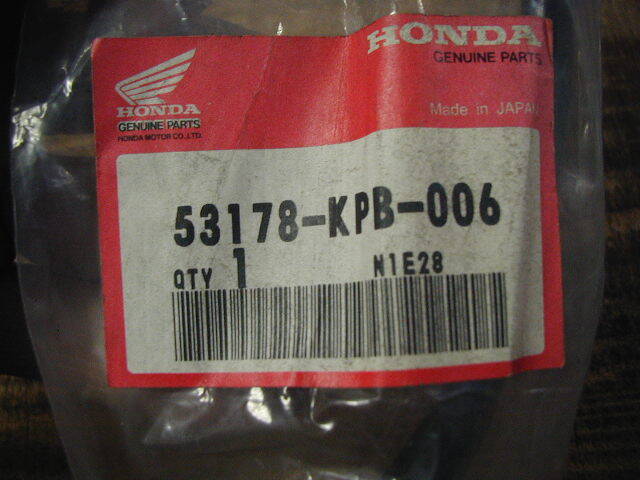 HONDA
GENUINE PARTS
HONDA
GENUINE PARTS
HONDA MOTOR CO.,LTD.
Made in JAPAN
53178-KPB-006
QTY 1 N1E28